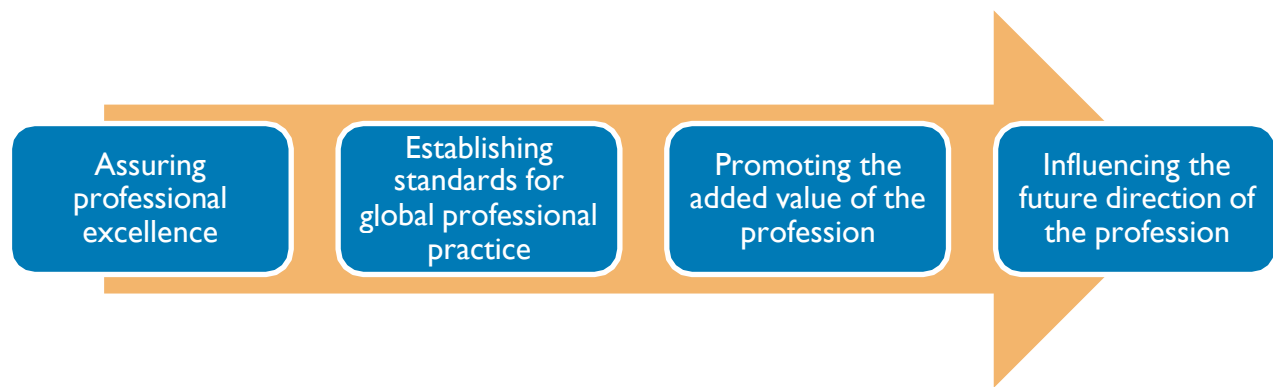 Assuring
professional
excellence
Establishing
standards for
global professional
practice
Promoting the
added value of the
profession
Influencing the
future direction of
the profession